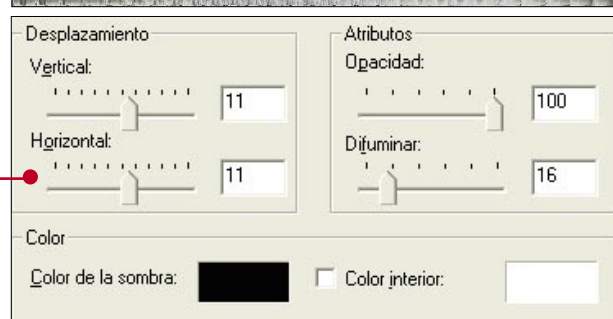 Desplazamiento
Vertical:
11
Horizontal:
11
Atributos
Opacidad:
100
Difuminar:
16
Color
Color de la sombra:
Color interior: